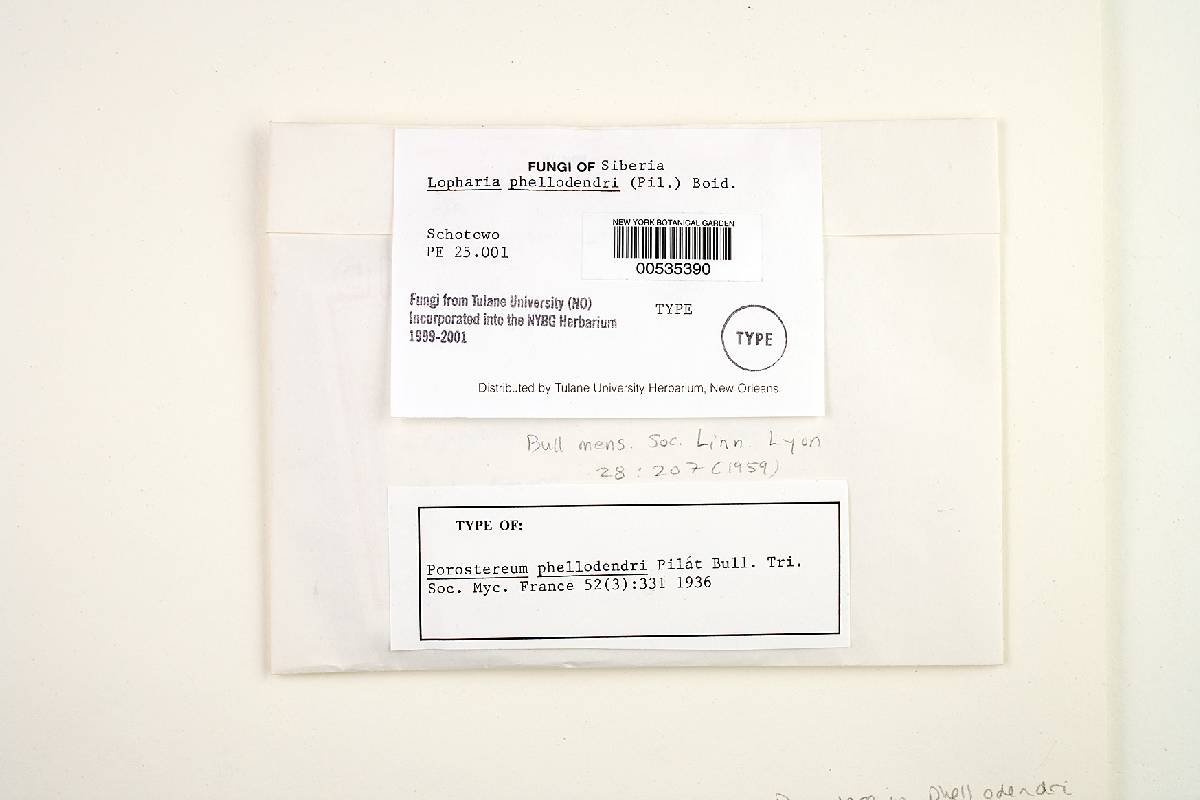 FUNGI OF Siberia
Lopharia phellodendri (Pil.) Boid.
Schotowo
PE 25.001
NEW YORK BOTANICAL GARDEN
00535390
Fungi from Tulane University (NO)
Incorporated into the NYBG Herbarium
1999-2001
TYPE
TYPE
Distributed by Tulane University Herbarium, New Orleans
Bull mens. Soc. Linn. Lyon
28:207 (1959)
TYPE OF:
Porostereum phellodendri Pilát Bull. Tri.
Soc. Myc. France 52(3):331 1936
phellodendri